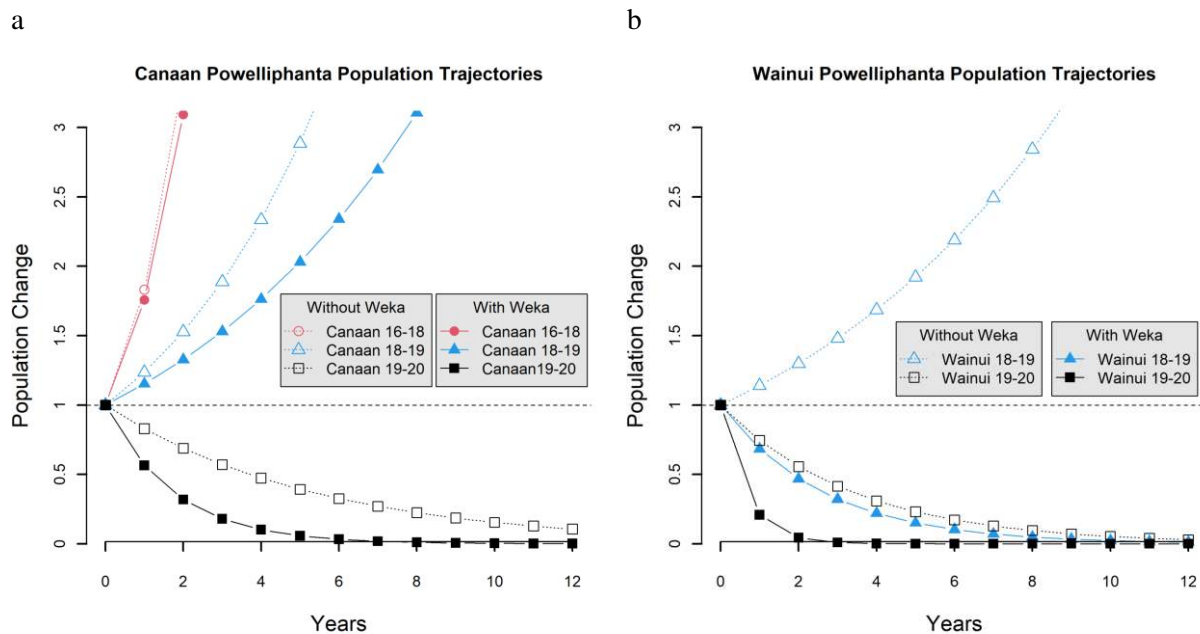 a
b
Canaan Powelliphanta Population Trajectories
Population Change
3
2.5
2
1.5
1
0.5
0
Without Weka
Canaan 16-18
Canaan 18-19
Canaan 19-20
With Weka
Canaan 16-18
Canaan 18-19
Canaan19-20
0 2 4 6 8 10 12
Years
Wainui Powelliphanta Population Trajectories
Population Change
3
2.5
2
1.5
1
0.5
0
Without Weka
Wainui 18-19
Wainui 19-20
With Weka
Wainui 18-19
Wainui 19-20
0 2 4 6 8 10 12
Years